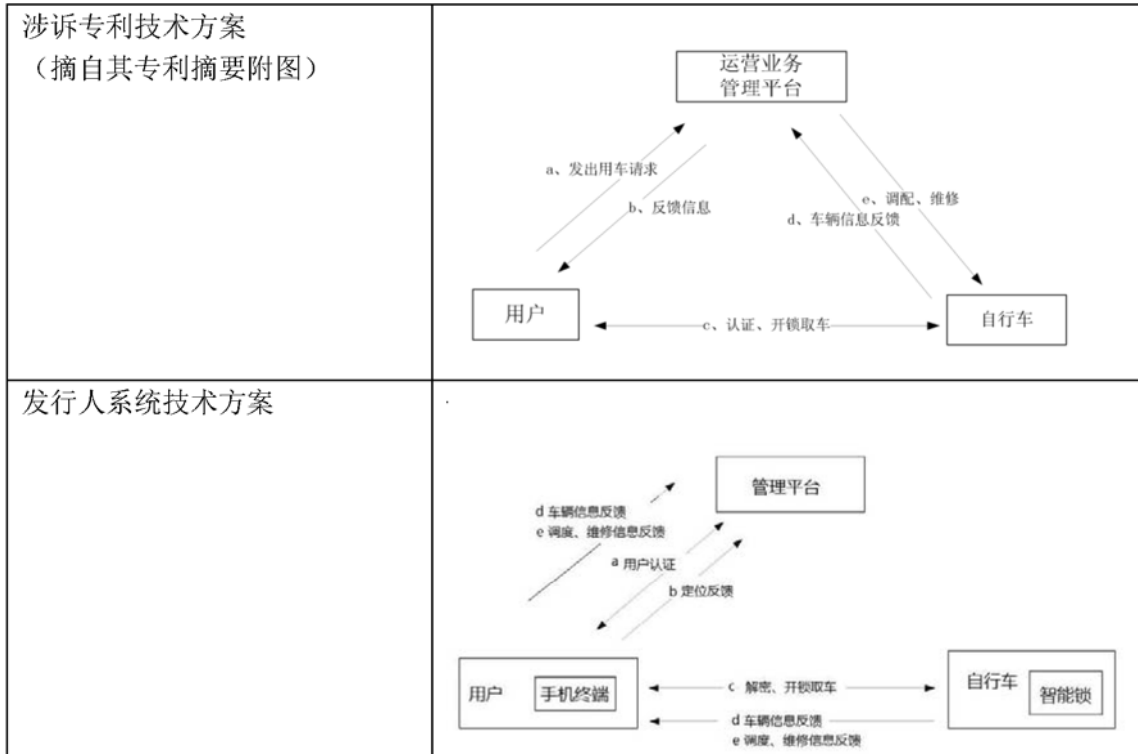 涉诉专利技术方案
（摘自其专利摘要附图）
运营业务
管理平台
a、发出用车请求
b、反馈信息
e、调配、维修
d、车辆信息反馈
用户
c、认证、开锁取车
自行车
发行人系统技术方案
管理平台
d 车辆信息反馈
e 调度、维修信息反馈
a 用户认证
b 定位反馈
用户
手机终端
c 解密、开锁取车
自行车
智能锁
d 车辆信息反馈
e 调度、维修信息反馈